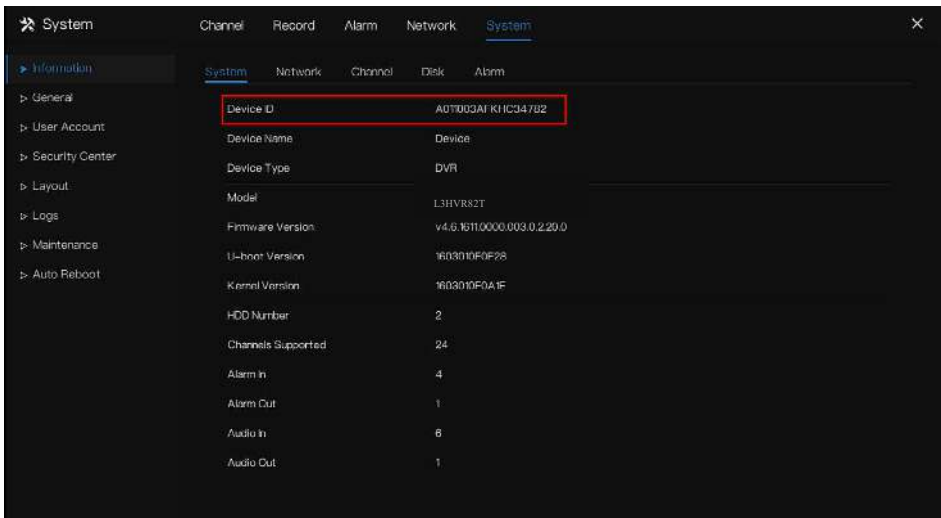 System Channel Record Alarm Network System
Information
General
User Account
Security Center
Layout
Logs
Maintenance
Auto Reboot
System Network Channel Disk Alarm
Device ID
Device Name Device
Device Type DVR
Model L3HVR82T
Firmware Version v4.6.1611.0000.003.0.2.20.0
U-boot Version
Kernel Version
HDD Number 2
Channels Supported 24
Alarm In 4
Alarm Out 1
Audio In 6
Audio Out 1